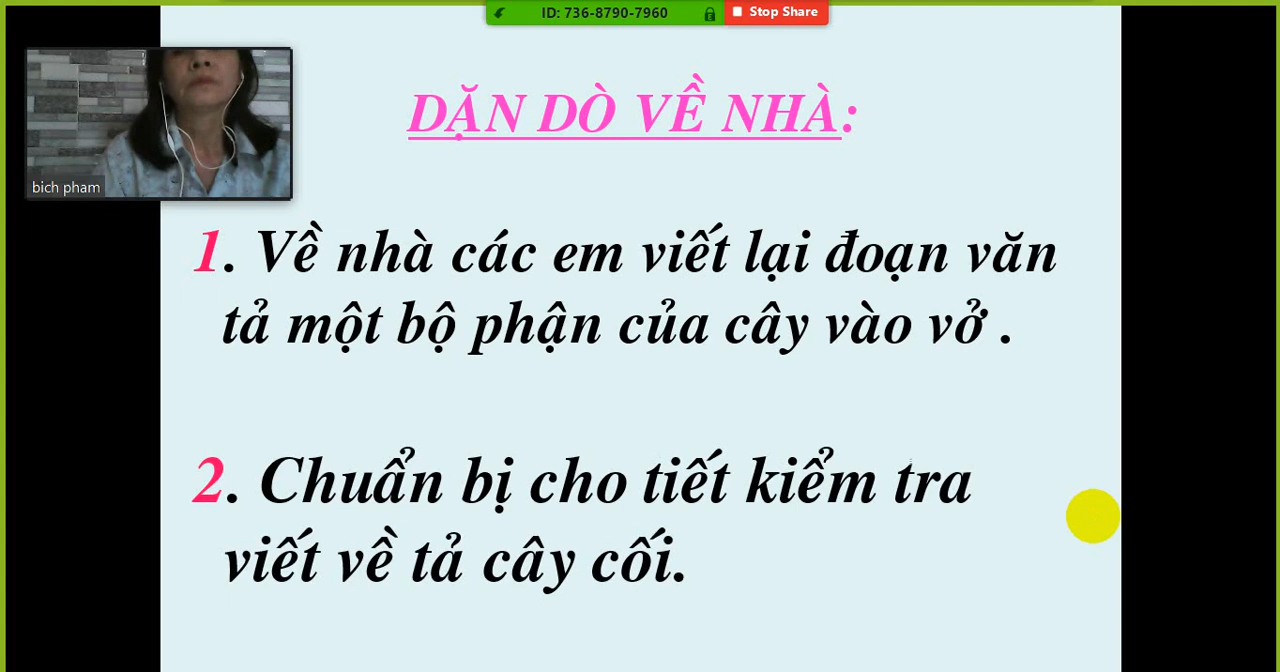 ID: 736-8790-7960
Stop Share
bich pham
DẶN DÒ VỀ NHÀ:
1. Về nhà các em viết lại đoạn văn
tả một bộ phận của cây vào vở .
2. Chuẩn bị cho tiết kiểm tra
viết về tả cây cối.